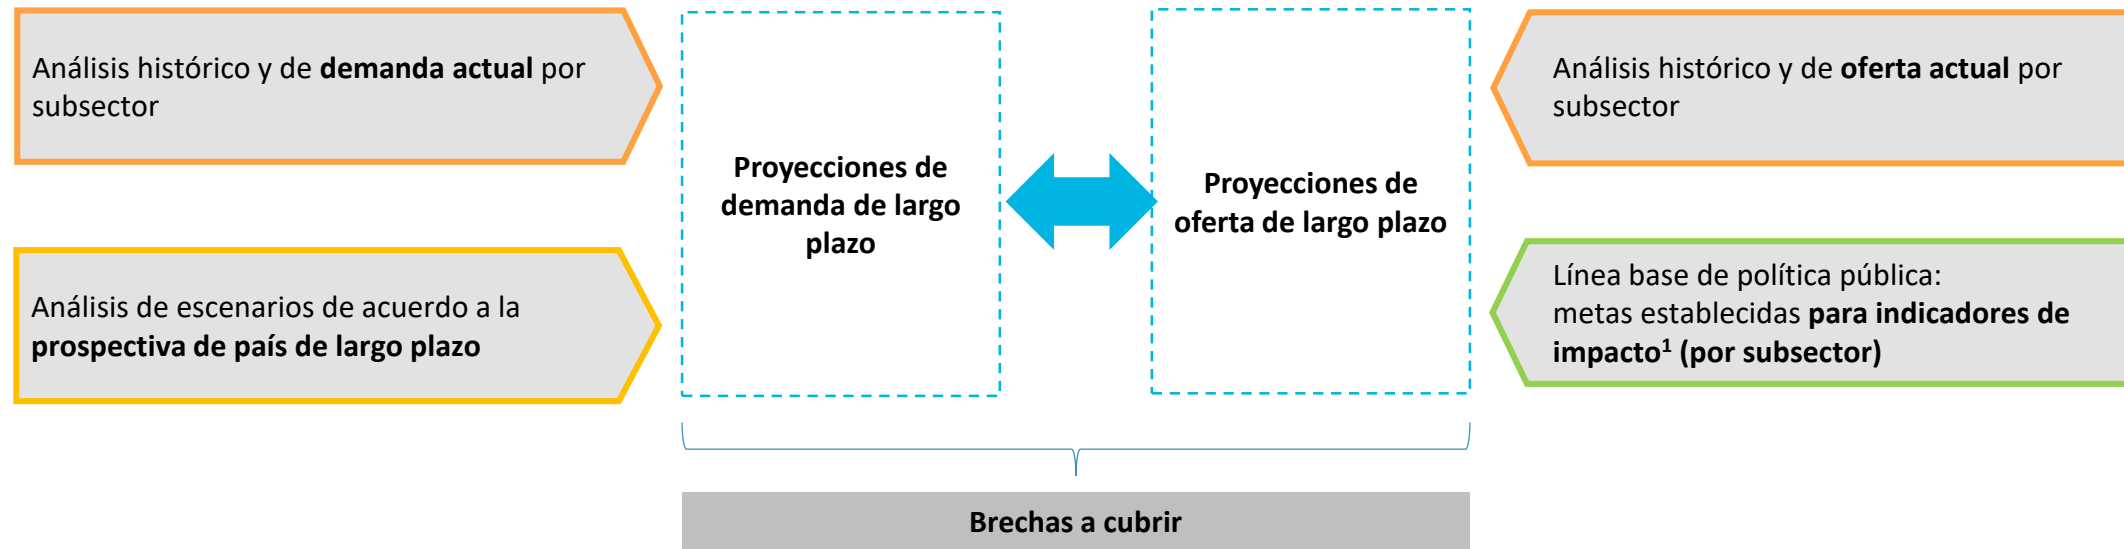 Análisis histórico y de demanda actual por
subsector
Análisis de escenarios de acuerdo a la
prospectiva de país de largo plazo
Proyecciones de
demanda de largo
plazo
Proyecciones de
oferta de largo plazo
Análisis histórico y de oferta actual por
subsector
Línea base de política pública:
metas establecidas para indicadores de
impacto¹ (por subsector)
Brechas a cubrir